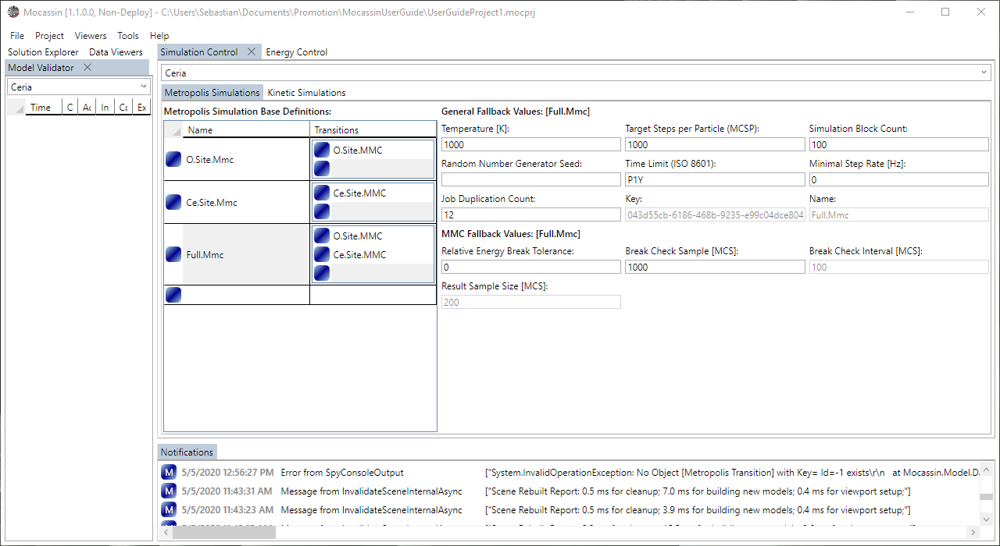 Mocassin [1.1.0.0, Non-Deploy] - C:\Users\Sebastian\Documents\Promotion\MocassinUserGuide\UserGuideProject1.mocprj
File Project Viewers Tools Help
Solution Explorer Data Viewers
Model Validator
Ceria
Time C Ac In Cc Ex
Simulation Control Energy Control
Ceria
Metropolis Simulations Kinetic Simulations
Metropolis Simulation Base Definitions:
Name Transitions
O.Site.Mmc O.Site.MMC
Ce.Site.Mmc Ce.Site.MMC
Full.Mmc O.Site.MMC
Ce.Site.MMC
General Fallback Values: [Full.Mmc]
Temperature [K]: Target Steps per Particle (MCSP): Simulation Block Count:
1000 1000 100
Random Number Generator Seed: Time Limit (ISO 8601): Minimal Step Rate [Hz]:
P1Y 0
Job Duplication Count: Key: Name:
12 043d55cb-6186-468b-9235-e99c04dce804 Full.Mmc
MMC Fallback Values: [Full.Mmc]
Relative Energy Break Tolerance: Break Check Sample [MCS]: Break Check Interval [MCS]:
0 1000 100
Result Sample Size [MCS]:
200
Notifications
M 5/5/2020 12:56:27 PM Error from SpyConsoleOutput ["System.InvalidOperationException: No Object [Metropolis Transition] with Key= Id=-1 exists\r\n at Mocassin.Model.Da
M 5/5/2020 11:43:31 AM Message from InvalidateSceneInternalAsync ["Scene Rebuilt Report: 0.5 ms for cleanup; 7.0 ms for building new models; 0.4 ms for viewport setup;"]
M 5/5/2020 11:43:23 AM Message from InvalidateSceneInternalAsync ["Scene Rebuilt Report: 0.5 ms for cleanup; 3.9 ms for building new models; 0.4 ms for viewport setup;"]